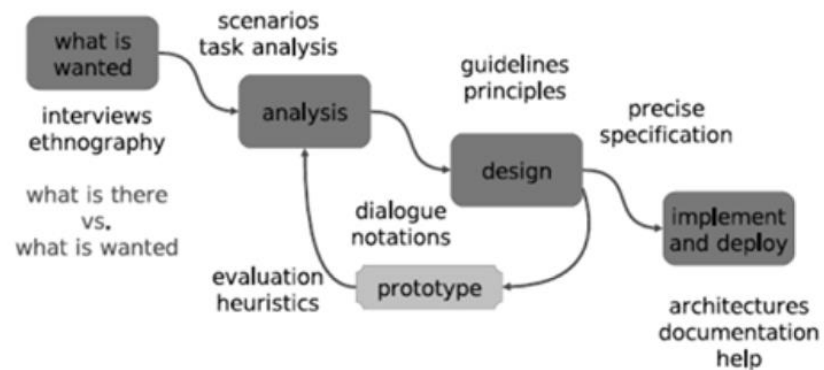 what is
wanted
scenarios
task analysis
interviews
ethnography
what is there
vs.
what is wanted
analysis
guidelines
principles
design
precise
specification
dialogue
notations
evaluation
heuristics
prototype
implement
and deploy
architectures
documentation
help